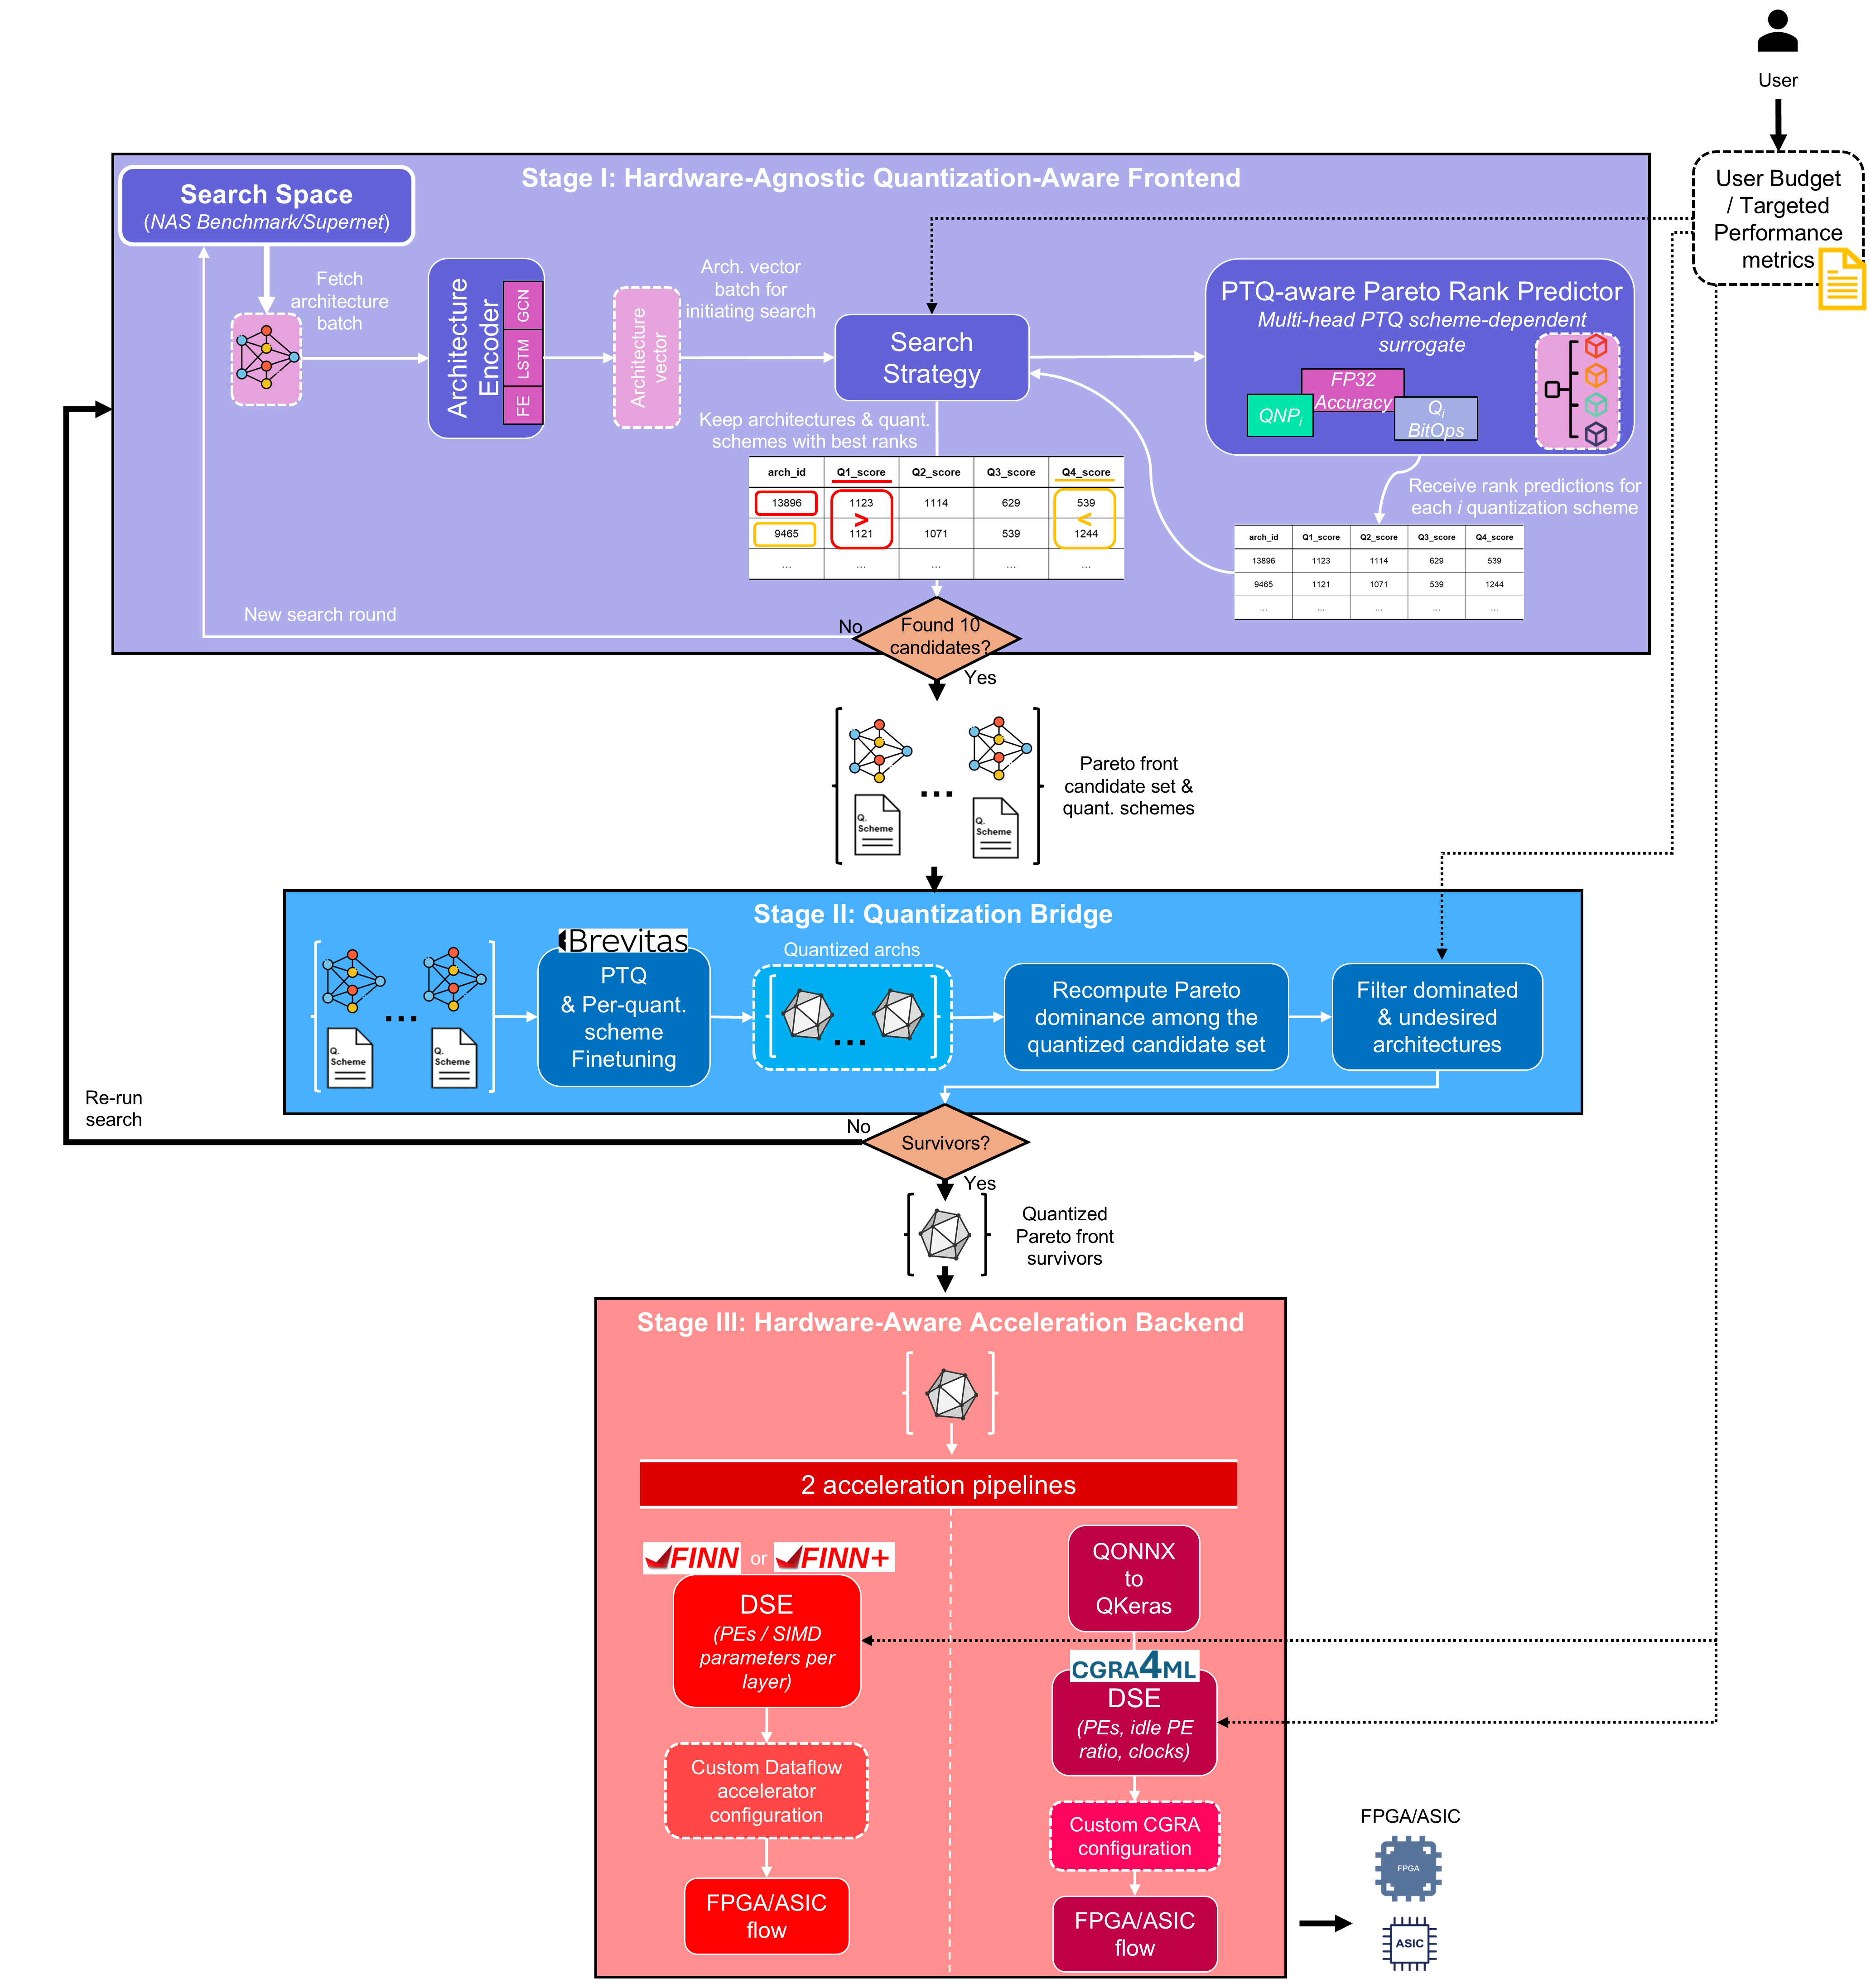 User
User Budget
/ Targeted
Performance
metrics
Stage I: Hardware-Agnostic Quantization-Aware Frontend
Search Space
(NAS Benchmark/Supernet)
Fetch
architecture
batch
Architecture
Encoder
FE
LSTM
GCN
Architecture
vector
Arch. vector
batch for
initiating search
Search
Strategy
PTQ-aware Pareto Rank Predictor
Multi-head PTQ scheme-dependent
surrogate
FP32
Accuracy
QNPi
Qi
BitOps
Keep architectures & quant.
schemes with best ranks
arch_id Q1_score Q2_score Q3_score Q4_score
13896 1123 1114 629 539
> <
9465 1121 1071 539 1244
... ... ... ... ...
Receive rank predictions for
each i quantization scheme
arch_id Q1_score Q2_score Q3_score Q4_score
13896 1123 1114 629 539
9465 1121 1071 539 1244
... ... ... ... ...
New search round
No
Found 10
candidates?
Yes
...
Q.
Scheme
Q.
Scheme
Pareto front
candidate set &
quant. schemes
Stage II: Quantization Bridge
...
Q.
Scheme
Q.
Scheme
Brevitas
PTQ
& Per-quant.
scheme
Finetuning
Quantized archs
...
Recompute Pareto
dominance among the
quantized candidate set
Filter dominated
& undesired
architectures
Re-run
search
No
Survivors?
Yes
Quantized
Pareto front
survivors
Stage III: Hardware-Aware Acceleration Backend
2 acceleration pipelines
FINN or FINN+
DSE
(PEs / SIMD
parameters per
layer)
Custom Dataflow
accelerator
configuration
FPGA/ASIC
flow
QONNX
to
QKeras
CGRA4ML
DSE
(PEs, idle PE
ratio, clocks)
Custom CGRA
configuration
FPGA/ASIC
flow
FPGA/ASIC
FPGA
ASIC